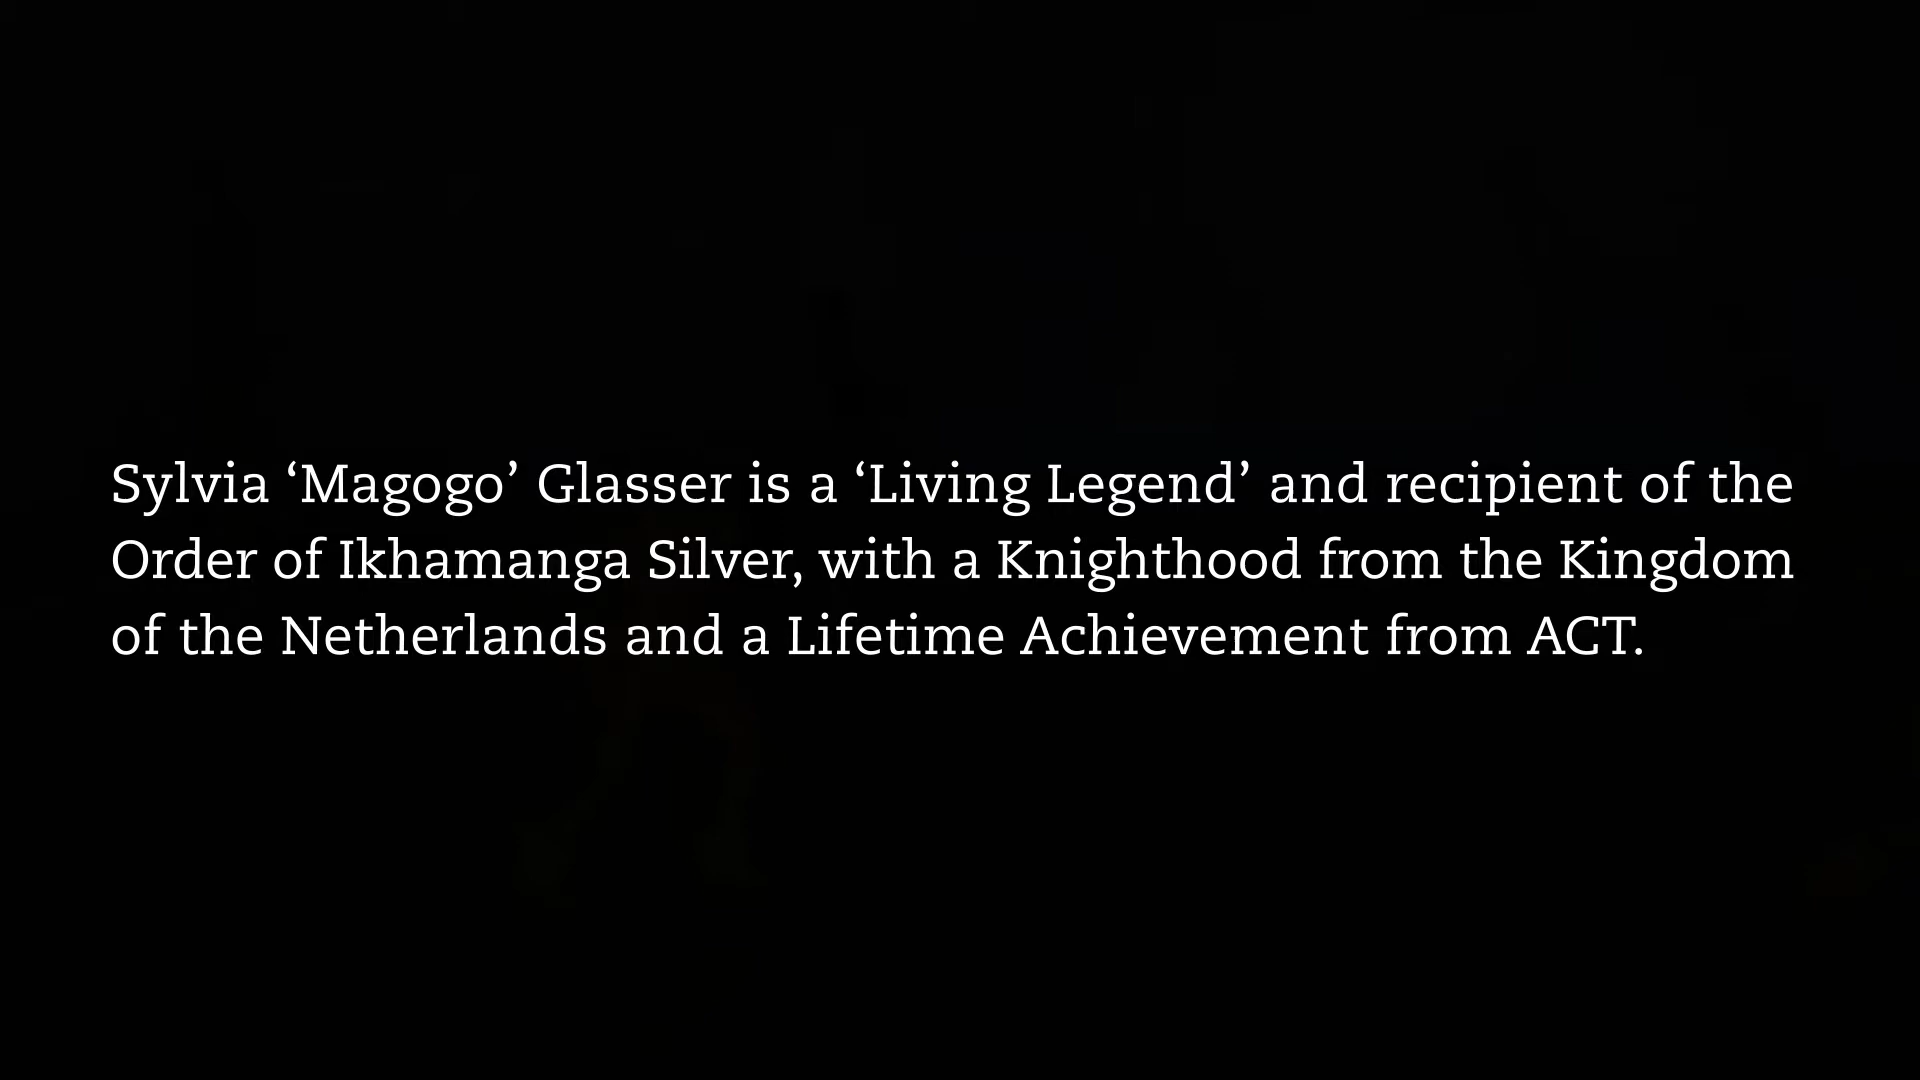 Sylvia ‘Magogo’ Glasser is a ‘Living Legend’ and recipient of the
Order of Ikhamanga Silver, with a Knighthood from the Kingdom
of the Netherlands and a Lifetime Achievement from ACT.